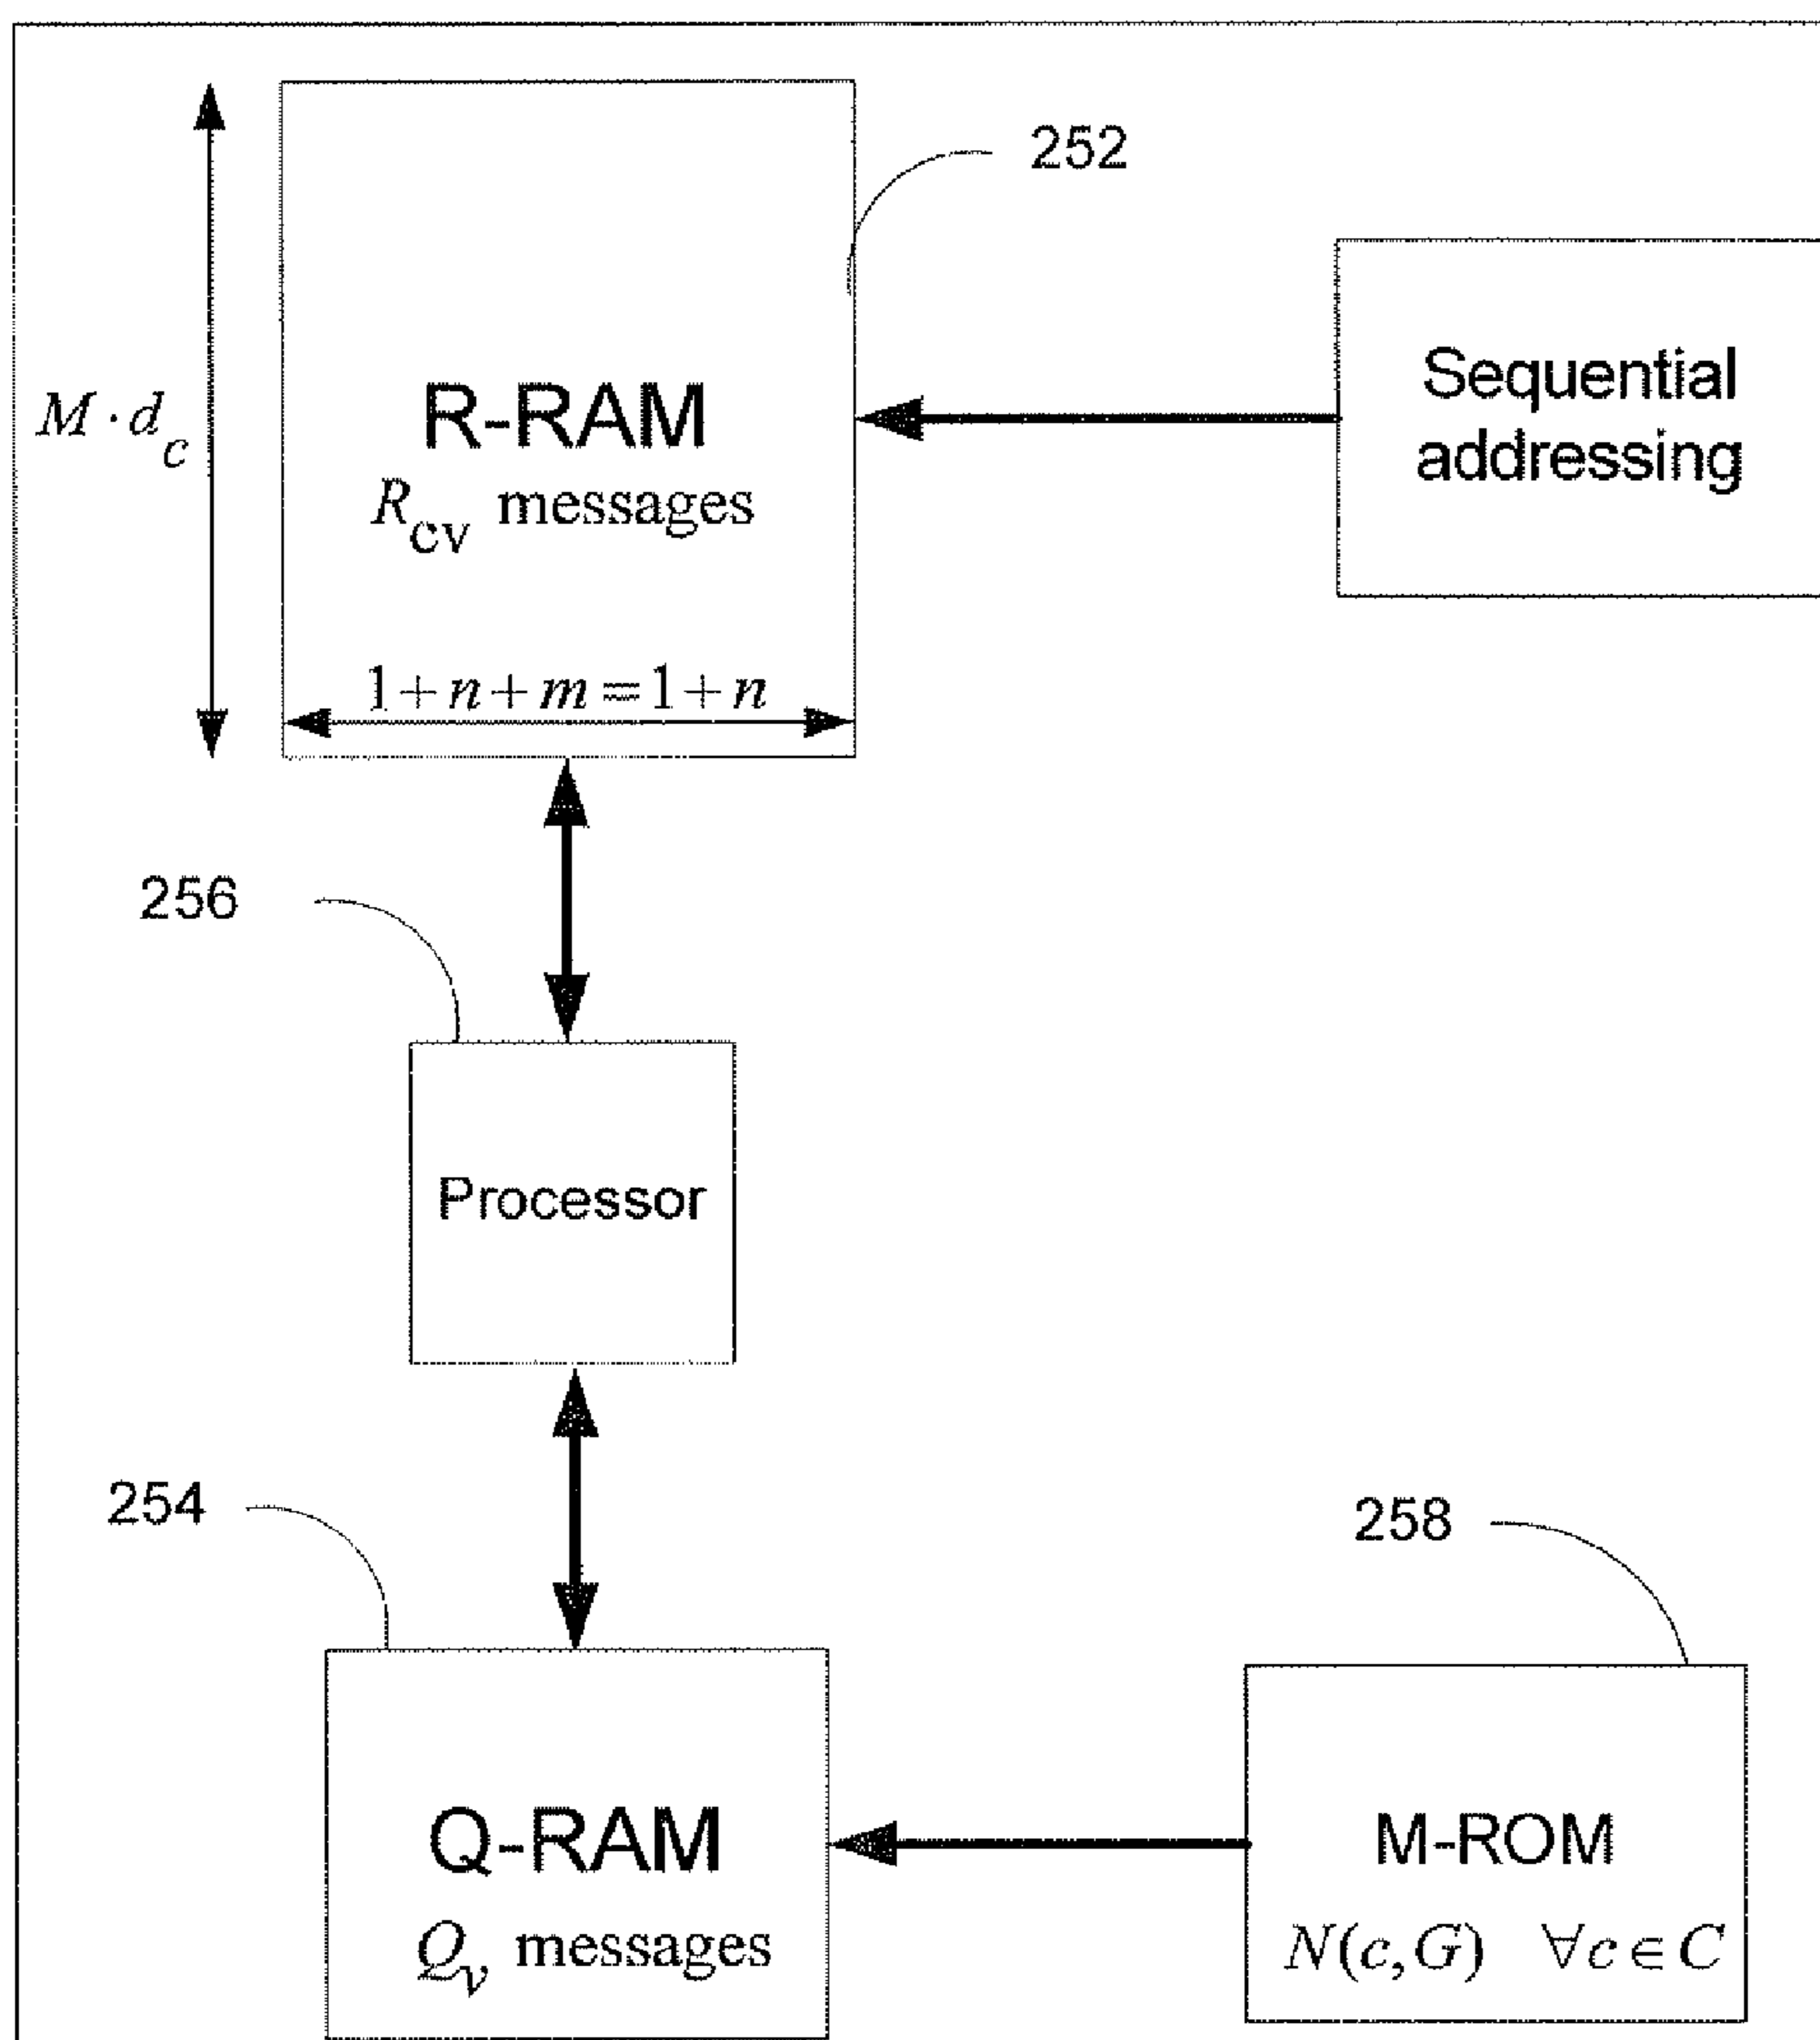 252
Sequential
addressing
M · d_c
R-RAM
R_cv messages
1+n+m=1+n
256
Processor
254
258
Q-RAM
Q_v messages
M-ROM
N(c,G) ∀c∈C